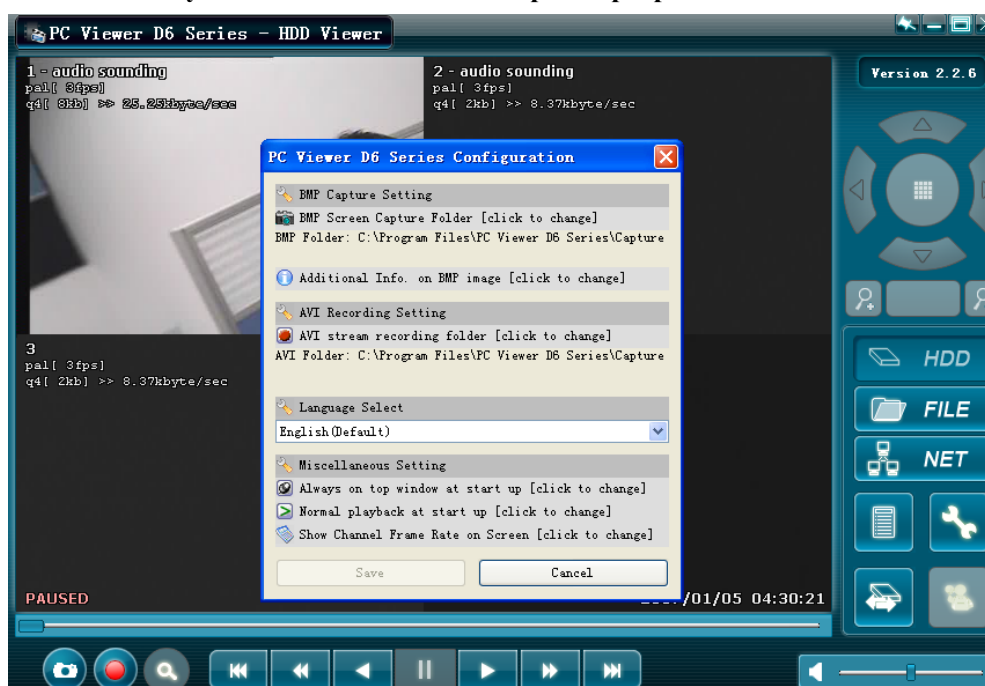 PC Viewer D6 Series - HDD Viewer
1 - audio sounding
pal[ 3fps]
q4[ 8kb] >> 25.25kbyte/sec
2 - audio sounding
pal[ 3fps]
q4[ 2kb] >> 8.37kbyte/sec
Version 2.2.6
PC Viewer D6 Series Configuration
BMP Capture Setting
BMP Screen Capture Folder [click to change]
BMP Folder: C:\Program Files\PC Viewer D6 Series\Capture
Additional Info. on BMP image [click to change]
AVI Recording Setting
AVI stream recording folder [click to change]
AVI Folder: C:\Program Files\PC Viewer D6 Series\Capture
Language Select
English(Default)
Miscellaneous Setting
Always on top window at start up [click to change]
Normal playback at start up [click to change]
Show Channel Frame Rate on Screen [click to change]
Save
Cancel
3
pal[ 3fps]
q4[ 2kb] >> 8.37kbyte/sec
HDD
FILE
NET
PAUSED
/01/05 04:30:21